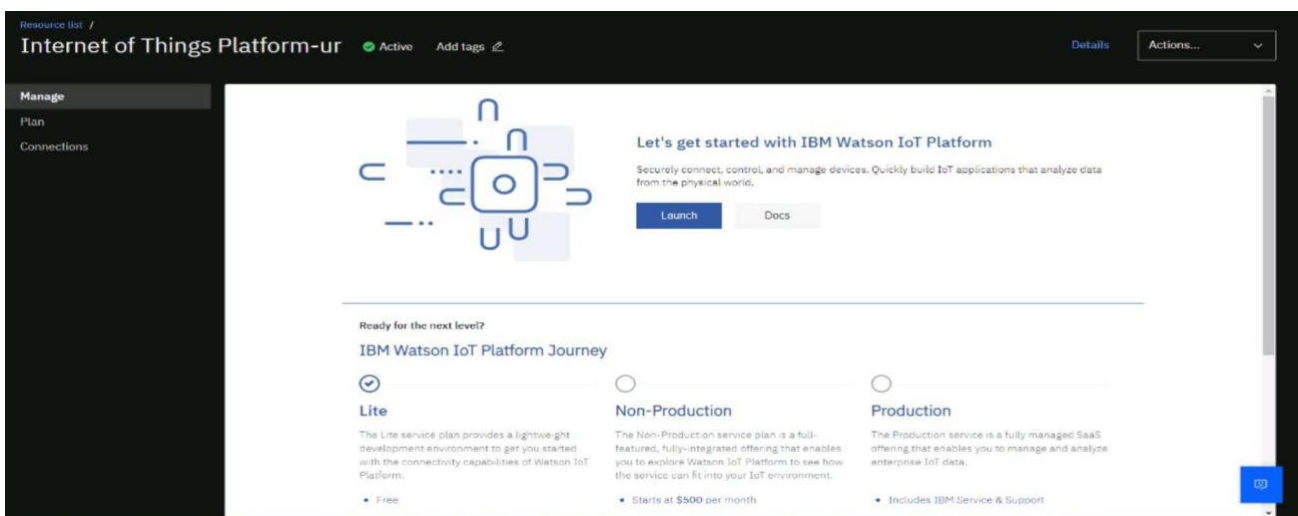 Resource list /
Internet of Things Platform-ur
Active
Add tags
Details
Actions...
Manage
Plan
Connections
Let's get started with IBM Watson IoT Platform
Securely connect, control, and manage devices. Quickly build IoT applications that analyze data
from the physical world.
Launch
Docs
Ready for the next level?
IBM Watson IoT Platform Journey
Lite
The Lite service plan provides a lightweight
development environment to get you started
with the connectivity capabilities of Watson IoT
Platform.
• Free
Non-Production
The Non-Production service plan is a full-
featured, fully-integrated offering that enables
you to explore Watson IoT Platform to see how
the service can fit into your IoT environment.
• Starts at $500 per month
Production
The Production service is a fully managed SaaS
offering that enables you to manage and analyze
enterprise IoT data.
• Includes IBM Service & Support